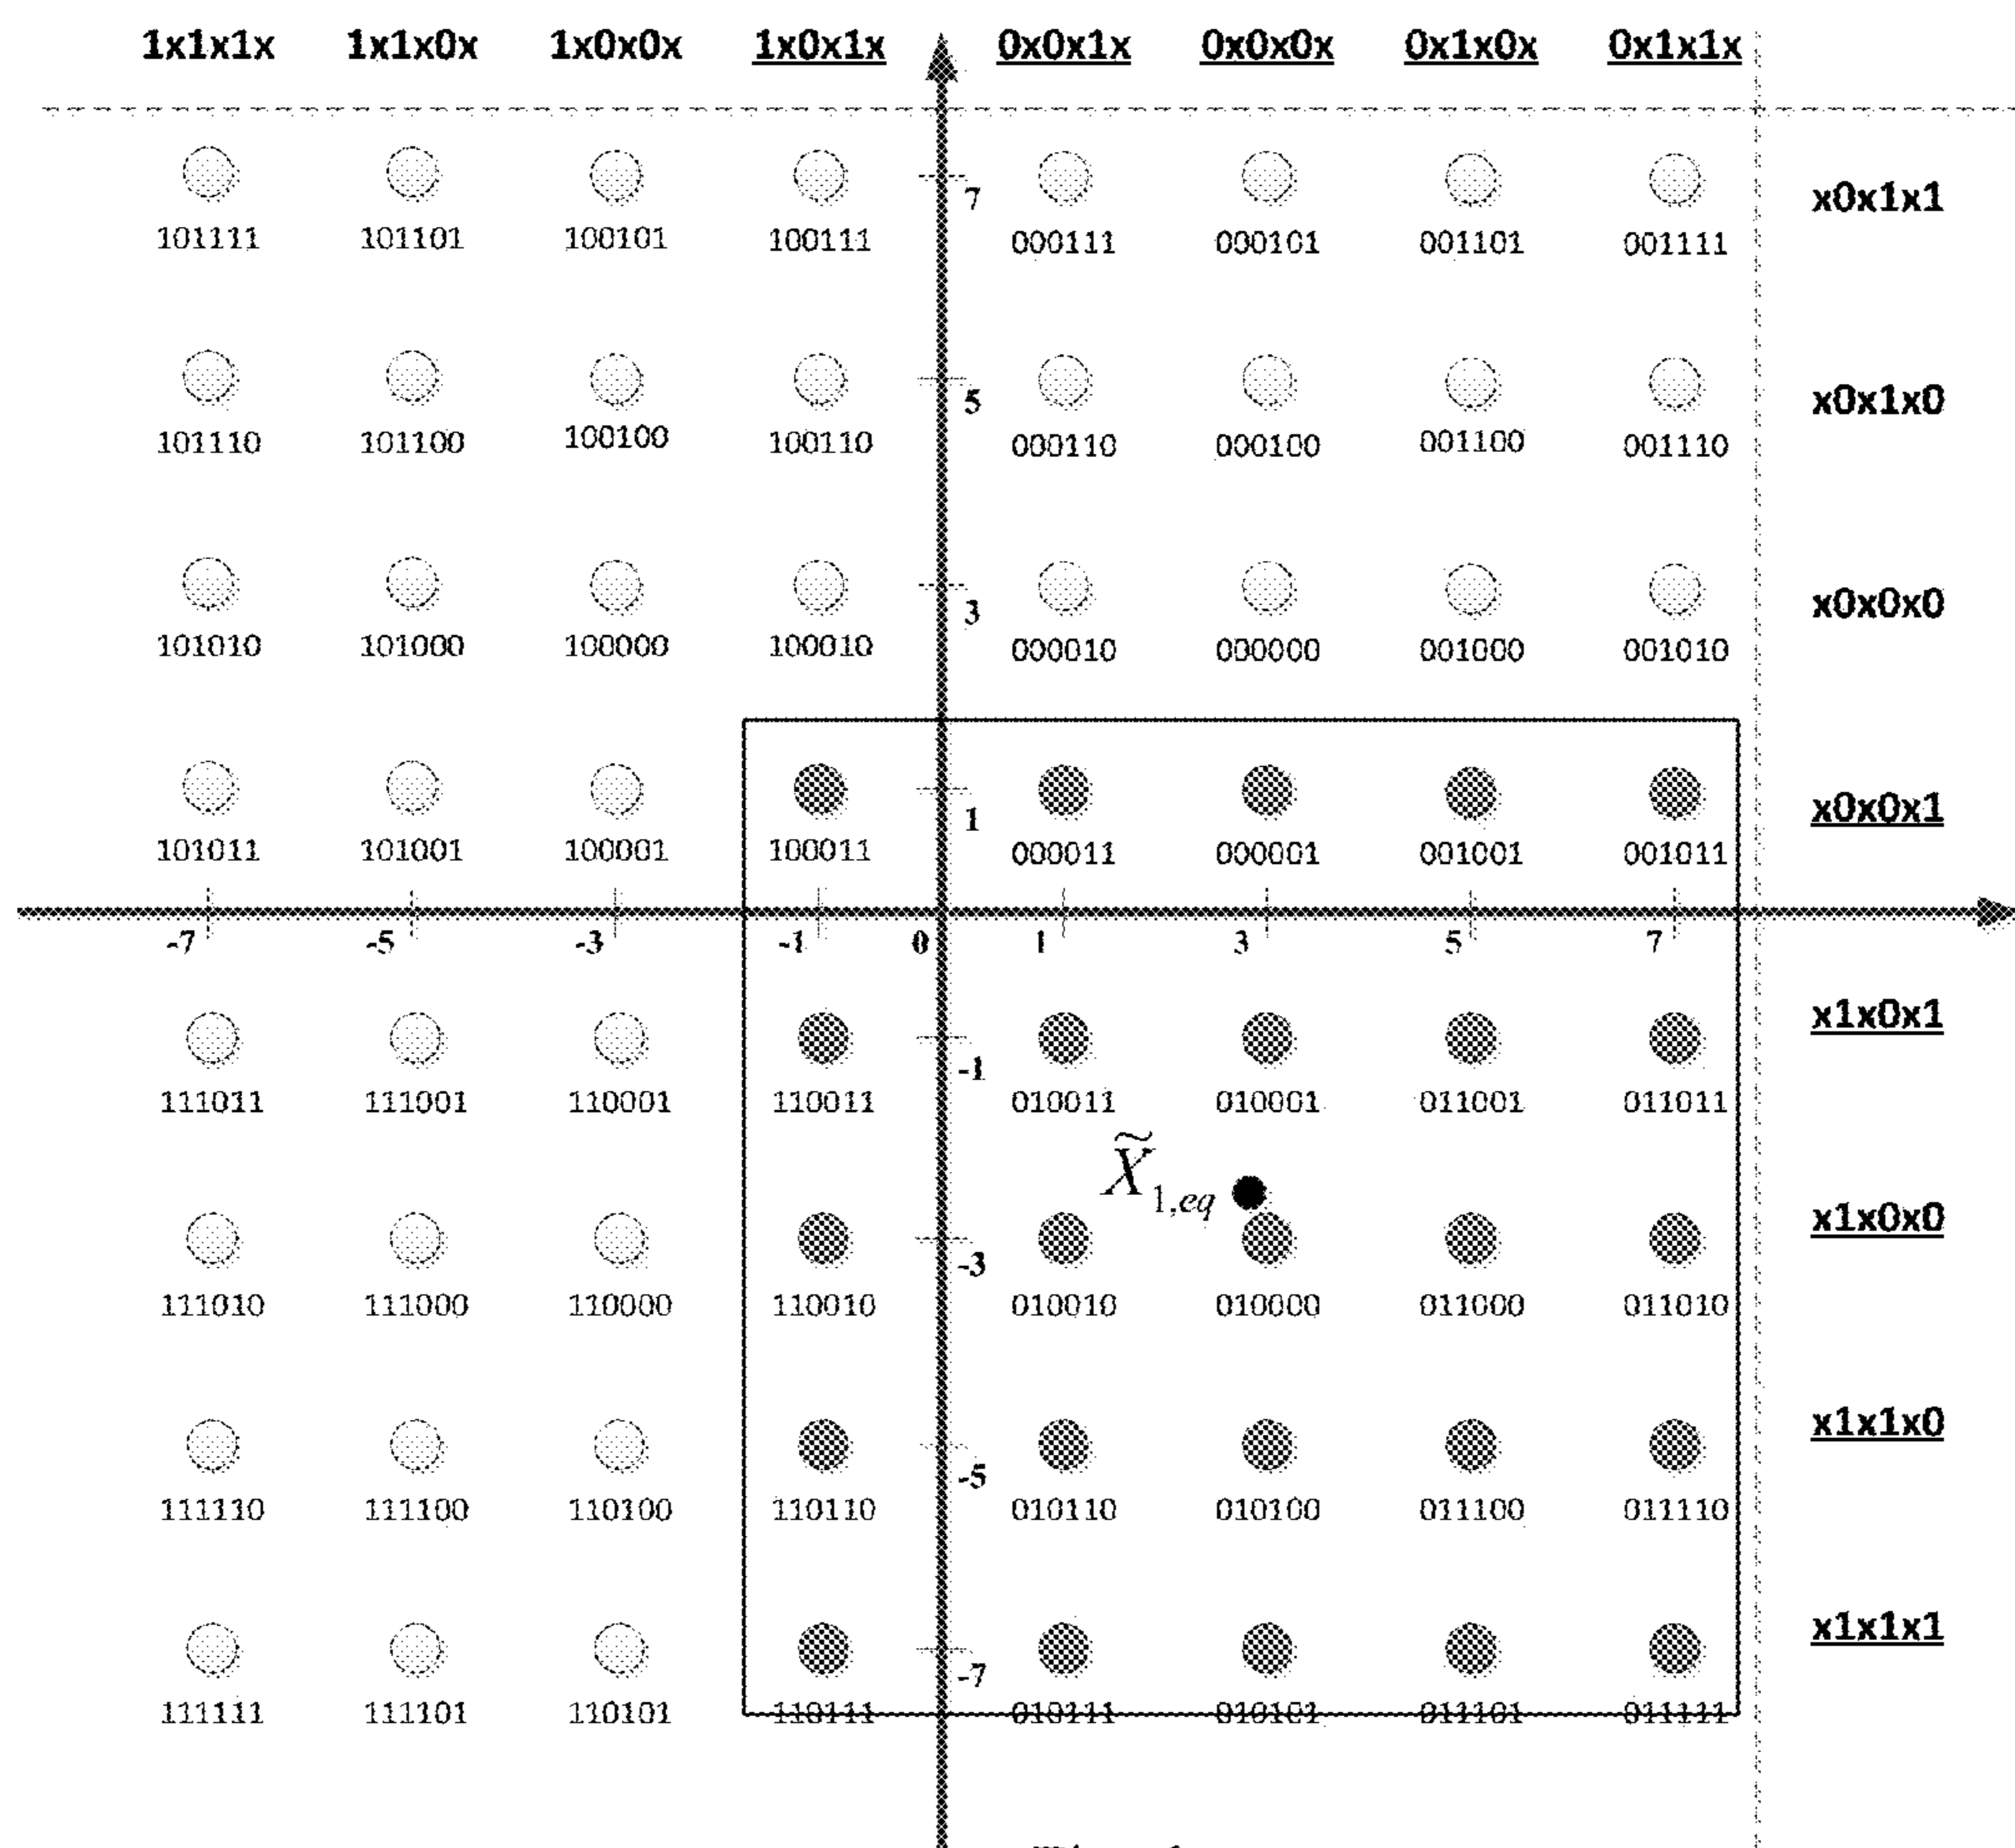 1x1x1x 1x1x0x 1x0x0x 1x0x1x 0x0x1x 0x0x0x 0x1x0x 0x1x1x
7 x0x1x1
101111 101101 100101 100111 000111 000101 001101 001111
5 x0x1x0
101110 101100 100100 100110 000110 000100 001100 001110
3 x0x0x0
101010 101000 100000 100010 000010 000000 001000 001010
1 x0x0x1
101011 101001 100001 100011 000011 000001 001001 001011
-7 -5 -3 -1 0 1 3 5 7
x1x0x1
-1
111011 111001 110001 110011 010011 010001 011001 011011
X̃1,eq
x1x0x0
-3
111010 111000 110000 110010 010010 010000 011000 011010
x1x1x0
-5
111110 111100 110100 110110 010110 010100 011100 011110
x1x1x1
-7
111111 111101 110101 110111 010111 010101 011101 011111